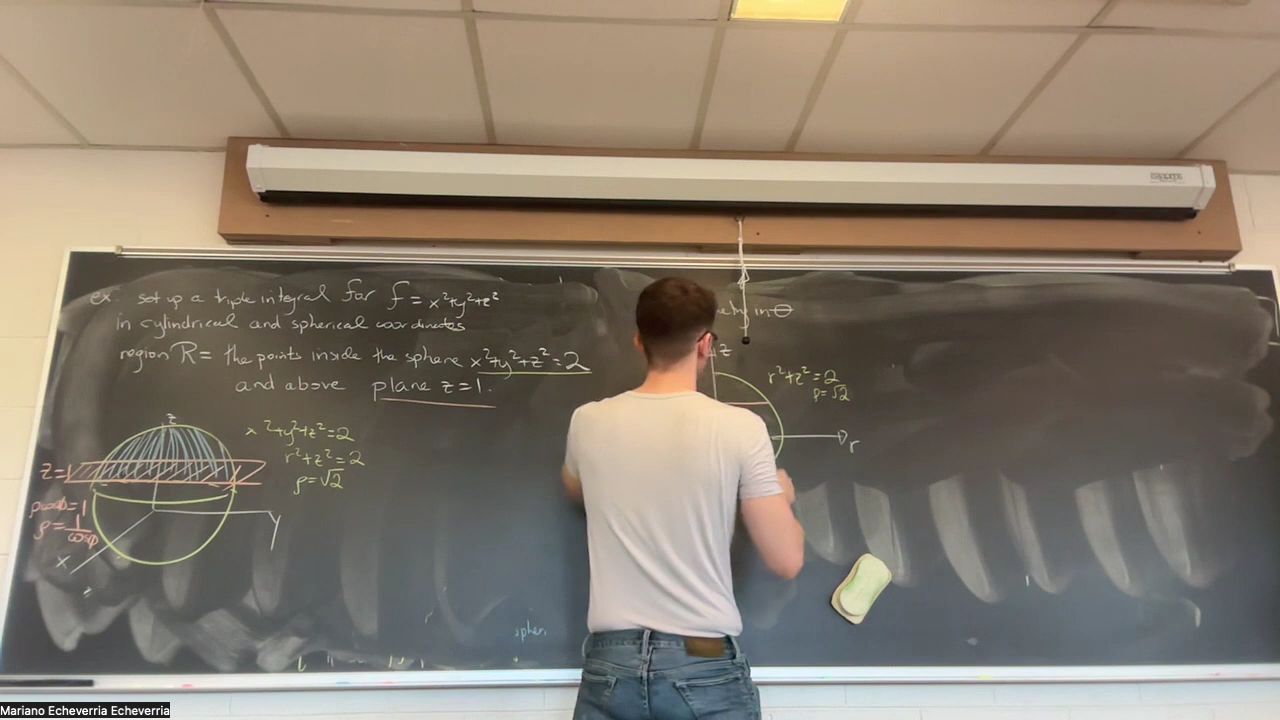 ex: set up a triple integral for f = x²+y²+z²
in cylindrical and spherical coordinates
region R = the points inside the sphere x²+y²+z² = 2
and above plane z=1.
z
x²+y²+z²=2
r²+z²=2
ρ=√2
z=1
ρcosϕ=1
ρ=1/cosϕ
x
y
in θ
z
r²+z²=2
ρ=√2
r
spher
Mariano Echeverria Echeverria